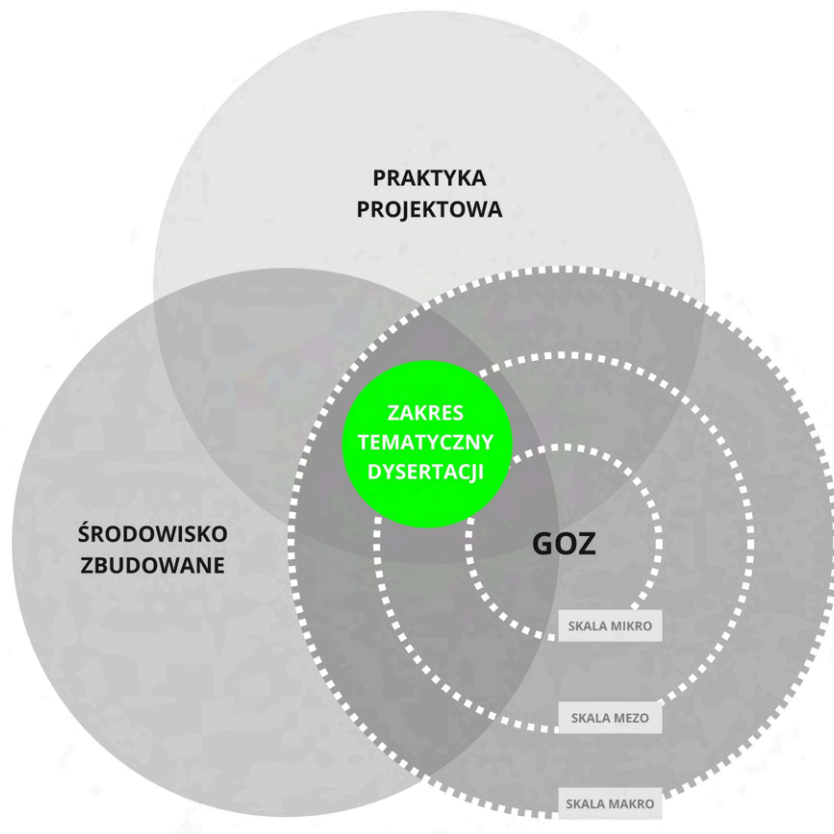 PRAKTYKA
PROJEKTOWA
ZAKRES
TEMATYCZNY
DYSERTACJI
ŚRODOWISKO
ZBUDOWANE
GOZ
SKALA MIKRO
SKALA MEZO
SKALA MAKRO